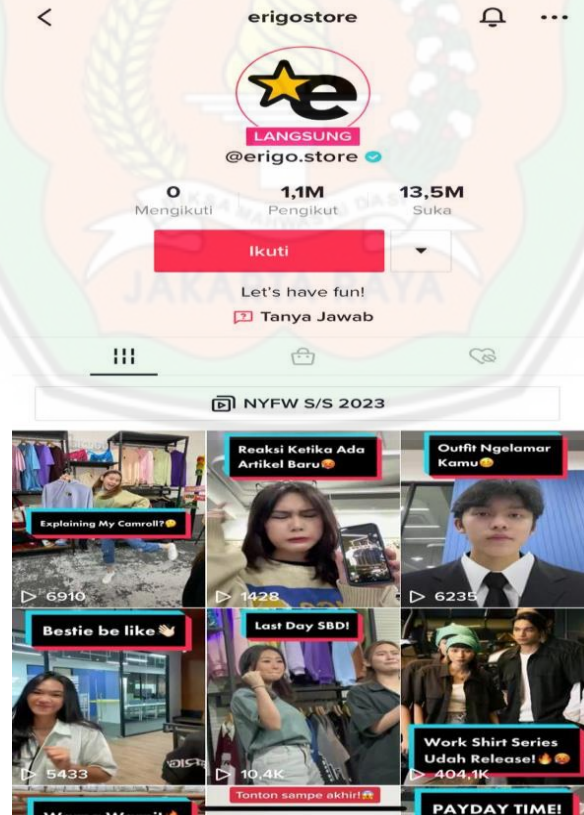 erigostore
e
LANGSUNG
@erigo.store
0 1,1M 13,5M
Mengikuti Pengikut Suka
Ikuti
JAKARTA RAYA
Let's have fun!
Tanya Jawab
NYFW S/S 2023
Explaining My Camroll?🤔
6910
Reaksi Ketika Ada
Artikel Baru🥵
1428
Outfit Ngelamar
Kamu😊
6235
Bestie be like👋🏻
5433
Last Day SBD!
10,4K
Tonton sampe akhir!😱
Work Shirt Series
Udah Release!🔥🥵
404,1K
PAYDAY TIME!